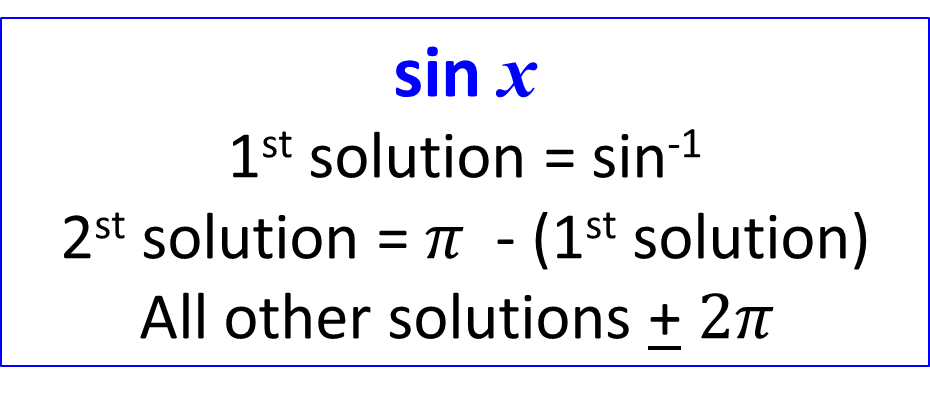 sin x
1st solution = sin-1
2st solution = π - (1st solution)
All other solutions ± 2π